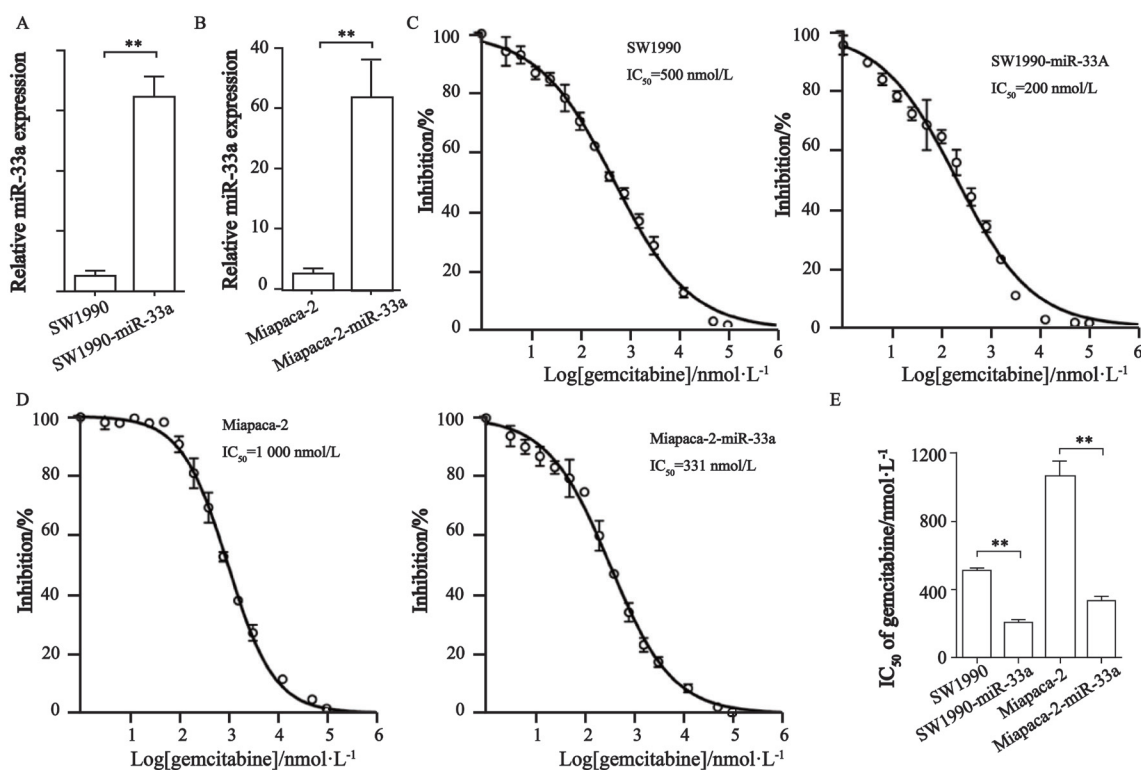 A
**
Relative miR-33a expression
SW1990
SW1990-miR-33a
B
**
Relative miR-33a expression
40
60
20
10
0
Miapaca-2
Miapaca-2-miR-33a
C
SW1990
IC50=500 nmol/L
Inhibition/%
100
80
60
40
20
0
1 2 3 4 5 6
Log[gemcitabine]/nmol·L-1
SW1990-miR-33A
IC50=200 nmol/L
Inhibition/%
100
80
60
40
20
0
1 2 3 4 5 6
Log[gemcitabine]/nmol·L-1
D
Miapaca-2
IC50=1 000 nmol/L
Inhibition/%
100
80
60
40
20
0
0 1 2 3 4 5 6
Log[gemcitabine]/nmol·L-1
Miapaca-2-miR-33a
IC50=331 nmol/L
Inhibition/%
100
80
60
40
20
0
1 2 3 4 5 6
Log[gemcitabine]/nmol·L-1
E
**
**
IC50 of gemcitabine/nmol·L-1
1200
800
400
0
SW1990
SW1990-miR-33a
Miapaca-2
Miapaca-2-miR-33a